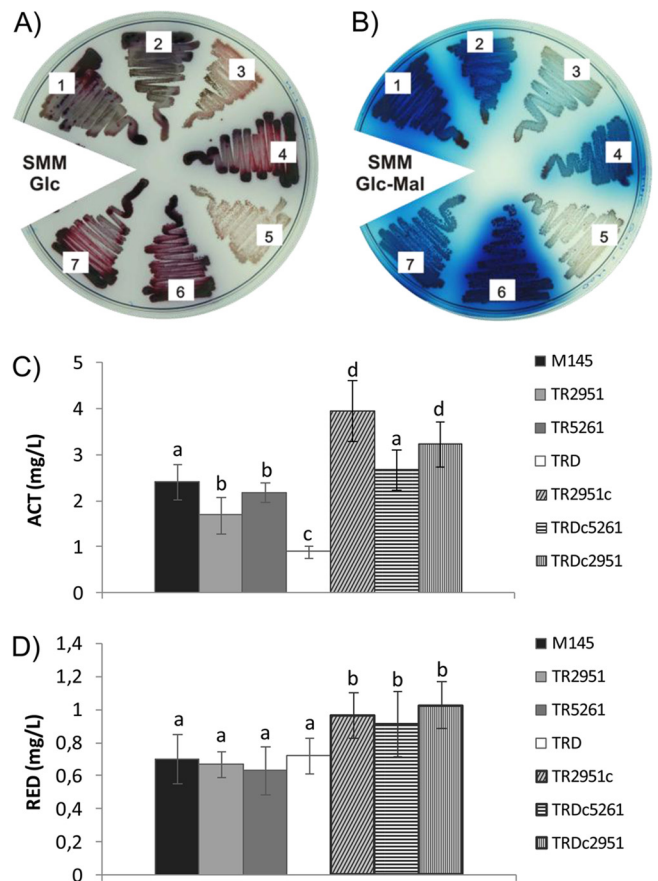 A)
1
2
3
4
5
6
7
SMM
Glc
B)
1
2
3
4
5
6
7
SMM
Glc-Mal
C)
ACT (mg/L)
5
4
3
2
1
0
a
b
b
c
d
a
d
M145
TR2951
TR5261
TRD
TR2951c
TRDc5261
TRDc2951
D)
RED (mg/L)
1,4
1,2
1
0,8
0,6
0,4
0,2
0
a
a
a
a
b
b
b
M145
TR2951
TR5261
TRD
TR2951c
TRDc5261
TRDc2951